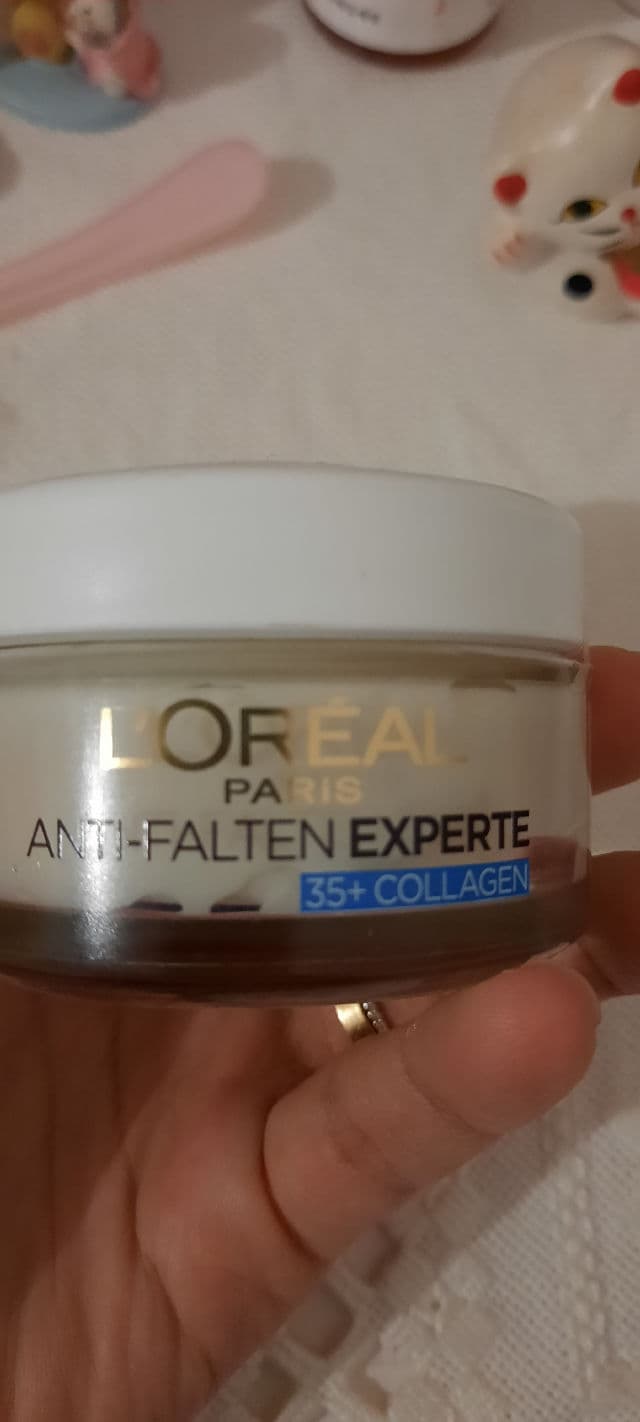 L'ORÉAL
PARIS
ANTI-FALTEN EXPERTE
35+ COLLAGEN